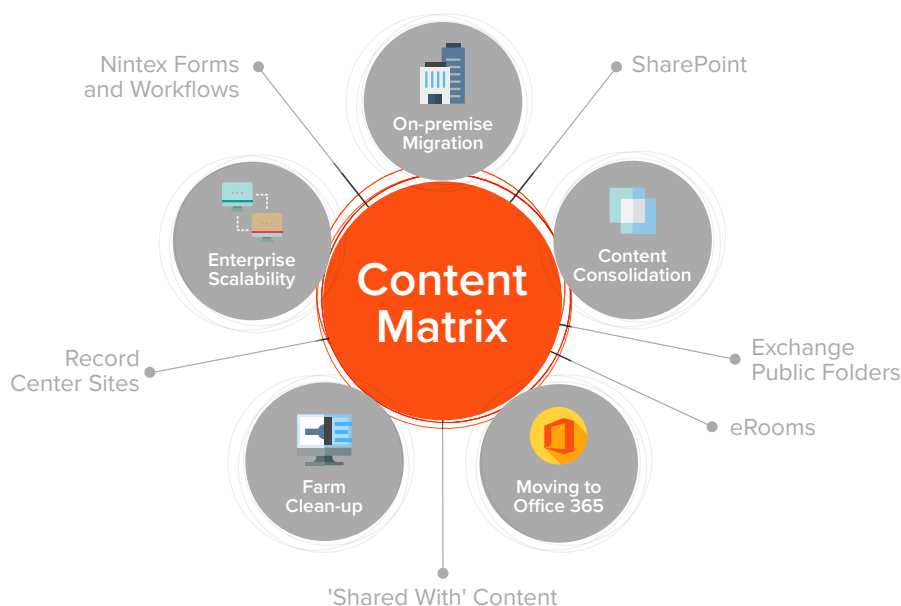 Nintex Forms
and Workflows
SharePoint
On-premise
Migration
Enterprise
Scalability
Content
Consolidation
Content
Matrix
Record
Center Sites
Exchange
Public Folders
eRooms
Farm
Clean-up
Moving to
Office 365
'Shared With' Content